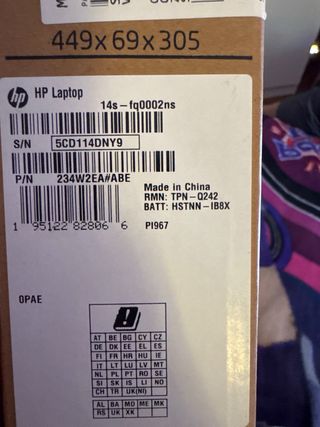 449x69x305
hp HP Laptop
14s-fq0002ns
S/N 5CD114DNY9
P/N 234W2EA#ABE
Made in China
RMN: TPN-Q242
BATT: HSTNN-IB8X
1 95122 82806 6
PI967
0PAE
AT BE BG CY CZ
DE DK EE EL ES
FI FR HR HU IE
IT LT LU LV MT
NL PL PT RO SE
SI SK IS LI NO
CH TR UK(NI)
AL BA MD ME MK
RS UK XK